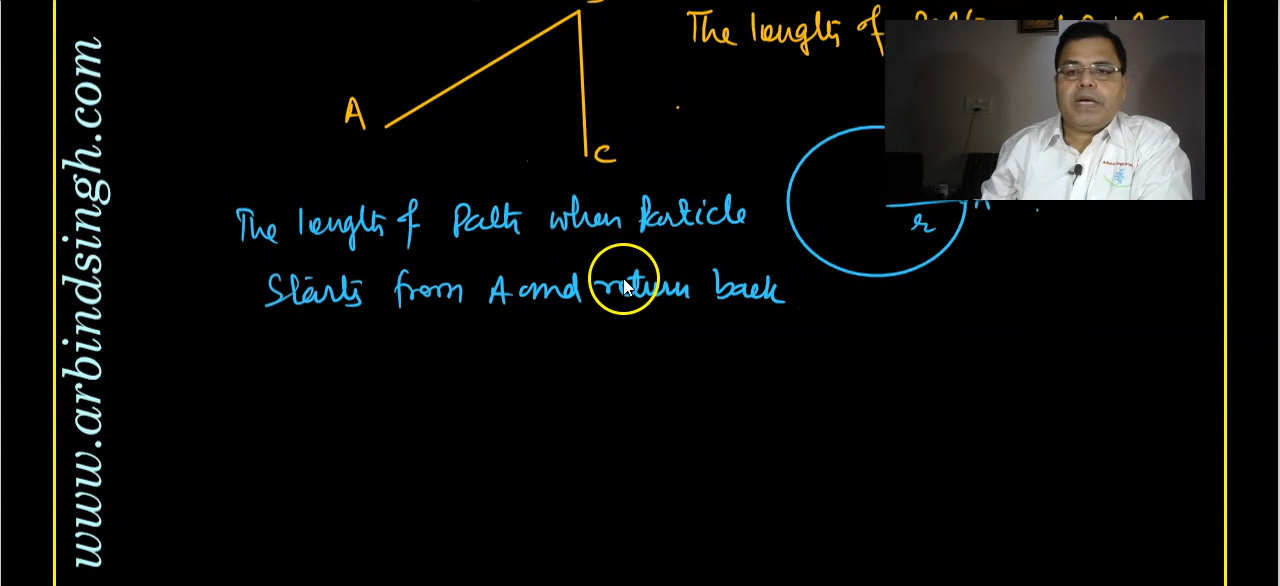 The length of
A
C
The length of Path when Particle
r
Starts from A and return back
www.arbindsingh.com